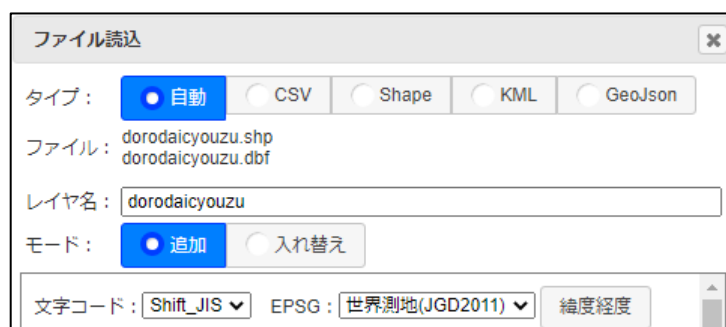 ファイル読込
タイプ： 自動 CSV Shape KML GeoJson
ファイル： dorodaicyouzu.shp
dorodaicyouzu.dbf
レイヤ名： dorodaicyouzu
モード： 追加 入れ替え
文字コード： Shift_JIS EPSG： 世界測地(JGD2011) 緯度経度